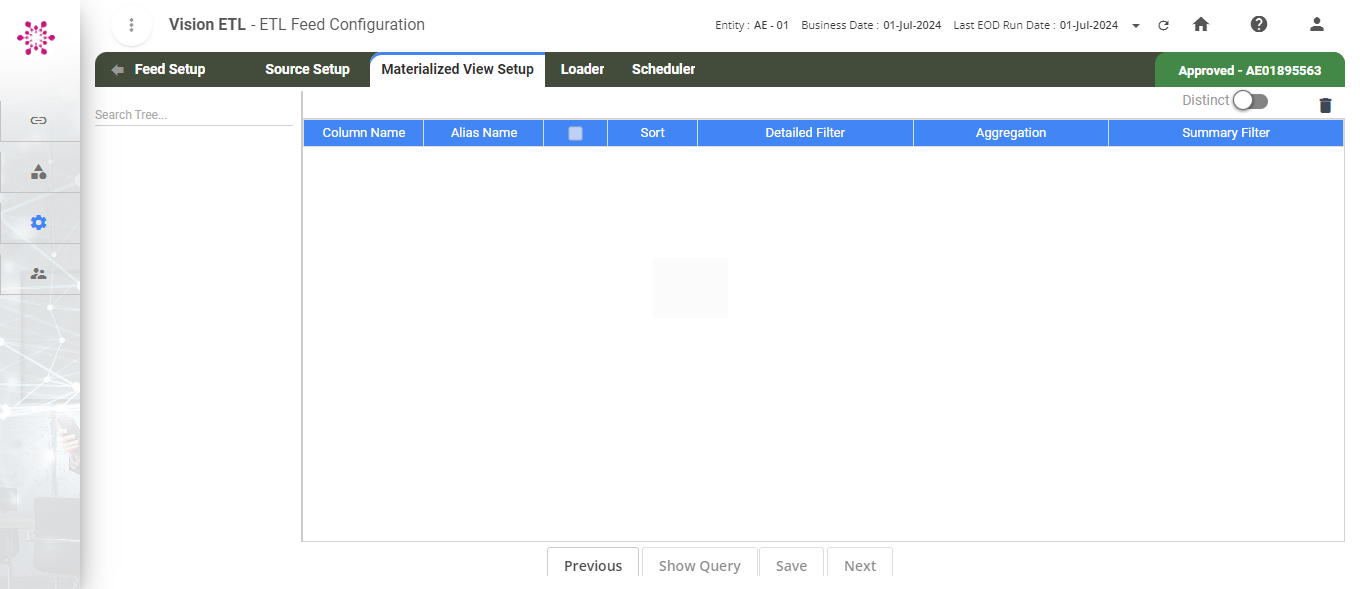 Vision ETL - ETL Feed Configuration
Entity : AE - 01 Business Date : 01-Jul-2024 Last EOD Run Date : 01-Jul-2024
Feed Setup Source Setup Materialized View Setup Loader Scheduler Approved - AE01895563
Search Tree... Distinct
Column Name Alias Name Sort Detailed Filter Aggregation Summary Filter
Previous Show Query Save Next